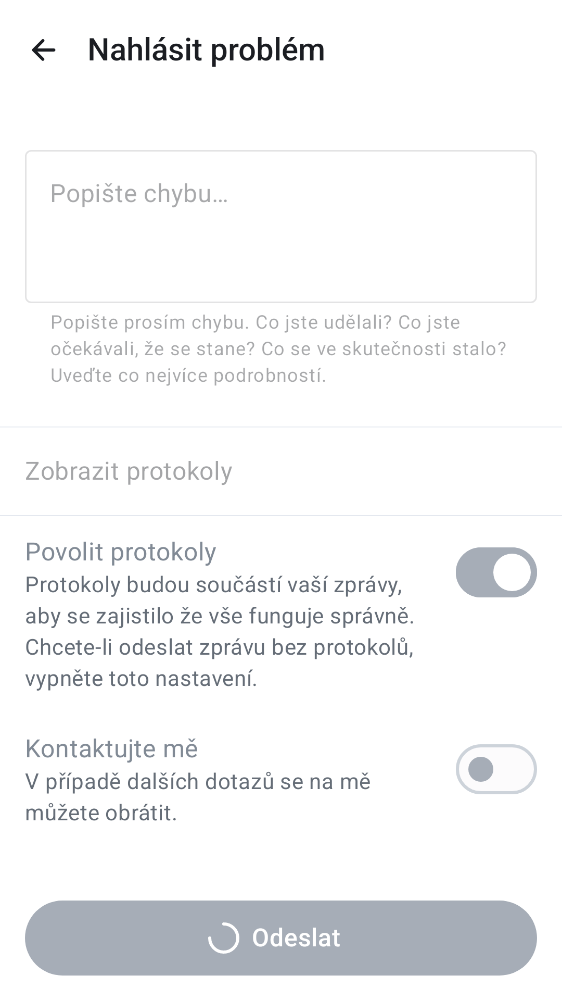 Nahlásit problém
Popište chybu…
Popište prosím chybu. Co jste udělali? Co jste
očekávali, že se stane? Co se ve skutečnosti stalo?
Uveďte co nejvíce podrobností.
Zobrazit protokoly
Povolit protokoly
Protokoly budou součástí vaší zprávy,
aby se zajistilo že vše funguje správně.
Chcete-li odeslat zprávu bez protokolů,
vypněte toto nastavení.
Kontaktujte mě
V případě dalších dotazů se na mě
můžete obrátit.
Odeslat